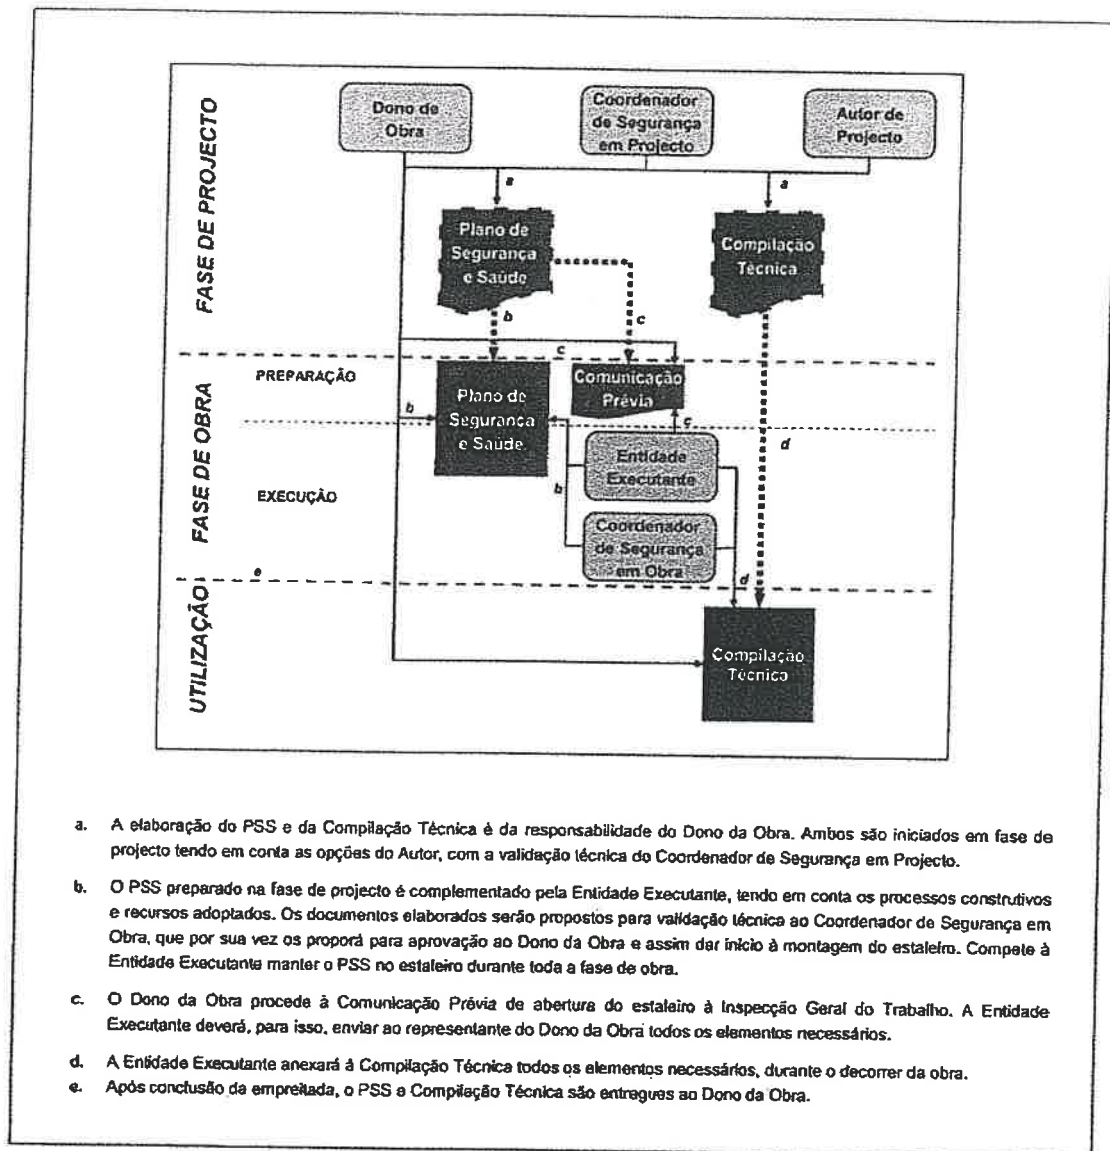 FASE DE PROJECTO
Dono de
Obra
Coordenador
de Segurança
em Projecto
Autor de
Projecto
a
a
Plano de
Segurança
e Saúde
Compilação
Técnica
b
c
c
FASE DE OBRA
PREPARAÇÃO
Plano de
Segurança
e Saúde
Comunicação
Prévia
b
c
d
Entidade
Executante
b
EXECUÇÃO
Coordenador
de Segurança
em Obra
e
d
UTILIZAÇÃO
Compilação
Técnica
a. A elaboração do PSS e da Compilação Técnica é da responsabilidade do Dono da Obra. Ambos são iniciados em fase de
projecto tendo em conta as opções do Autor, com a validação técnica do Coordenador de Segurança em Projecto.
b. O PSS preparado na fase de projecto é complementado pela Entidade Executante, tendo em conta os processos construtivos
e recursos adoptados. Os documentos elaborados serão propostos para validação técnica ao Coordenador de Segurança em
Obra, que por sua vez os proporá para aprovação ao Dono da Obra e assim dar início à montagem do estaleiro. Compete à
Entidade Executante manter o PSS no estaleiro durante toda a fase de obra.
c. O Dono da Obra procede à Comunicação Prévia de abertura do estaleiro à Inspecção Geral do Trabalho. A Entidade
Executante deverá, para isso, enviar ao representante do Dono da Obra todos os elementos necessários.
d. A Entidade Executante anexará à Compilação Técnica todos os elementos necessários, durante o decorrer da obra.
e. Após conclusão da empreitada, o PSS a Compilação Técnica são entregues ao Dono da Obra.